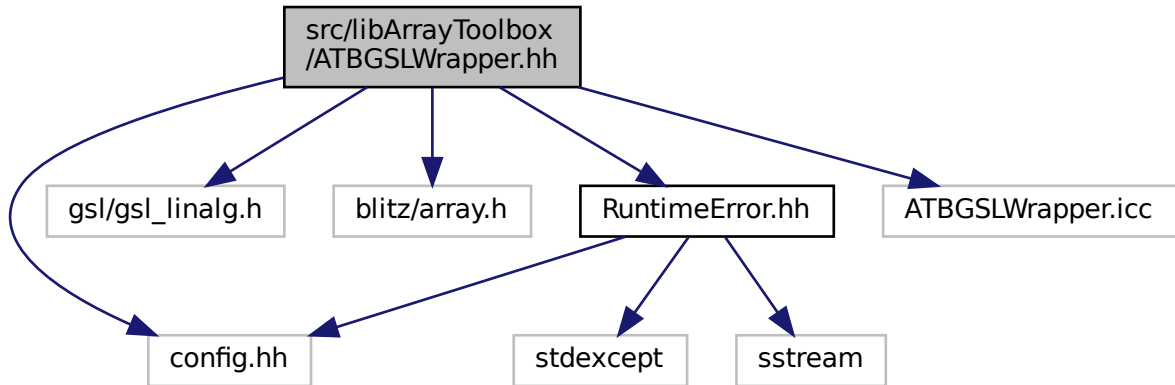 src/libArrayToolbox
/ATBGSLWrapper.hh
gsl/gsl_linalg.h
blitz/array.h
RuntimeError.hh
ATBGSLWrapper.icc
config.hh
stdexcept
sstream